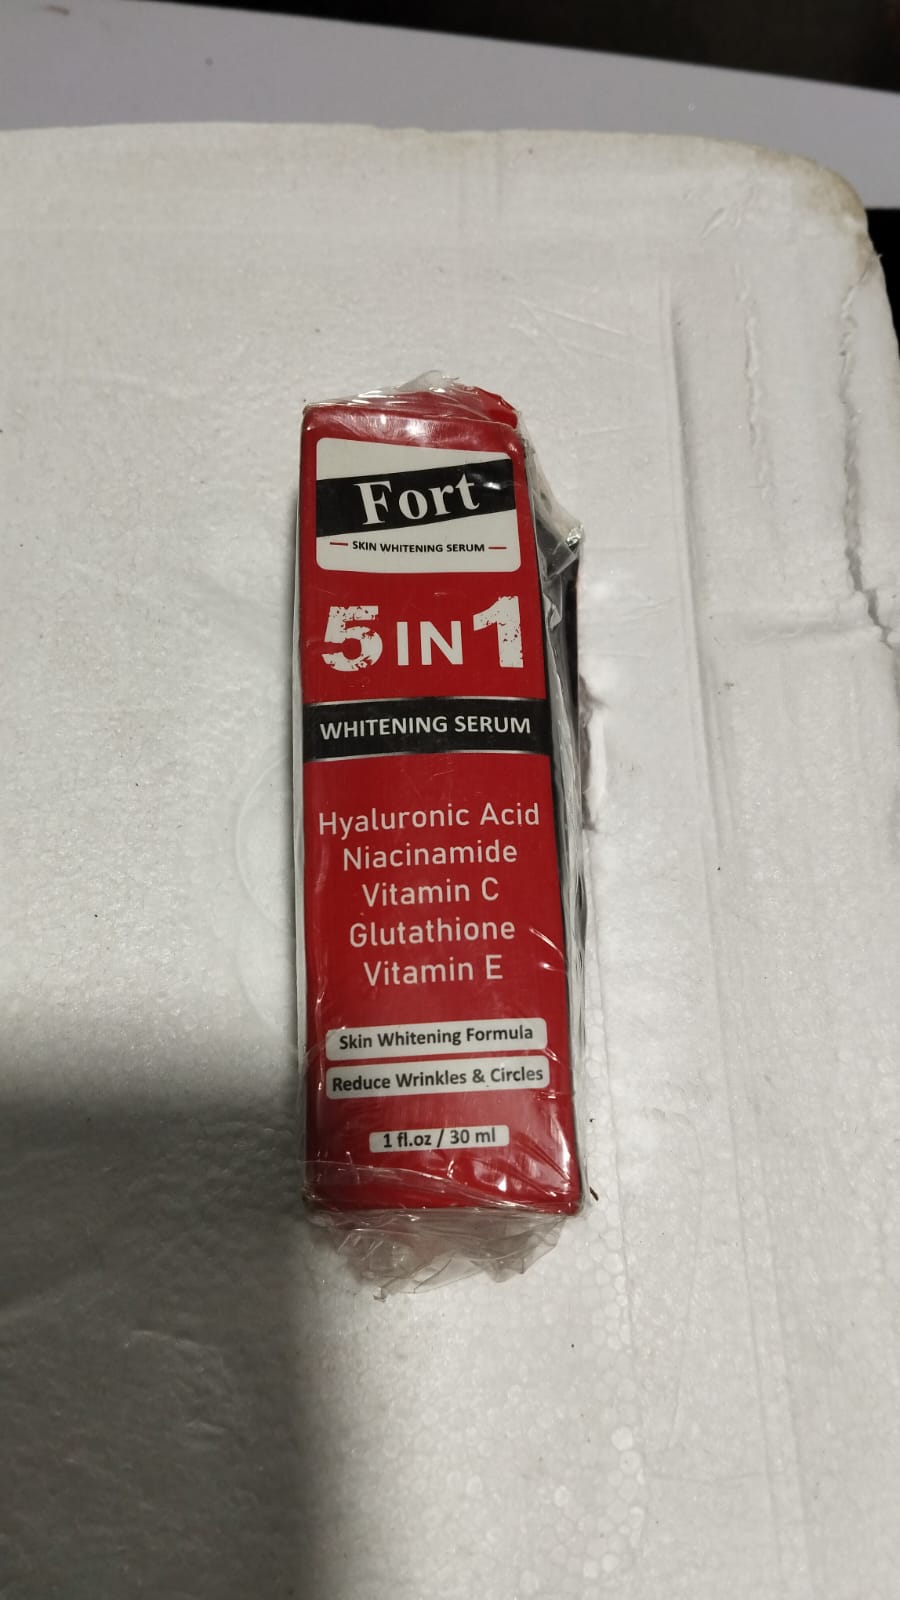 Fort
SKIN WHITENING SERUM
5 IN 1
WHITENING SERUM
Hyaluronic Acid
Niacinamide
Vitamin C
Glutathione
Vitamin E
Skin Whitening Formula
Reduce Wrinkles & Circles
1 fl.oz / 30 ml